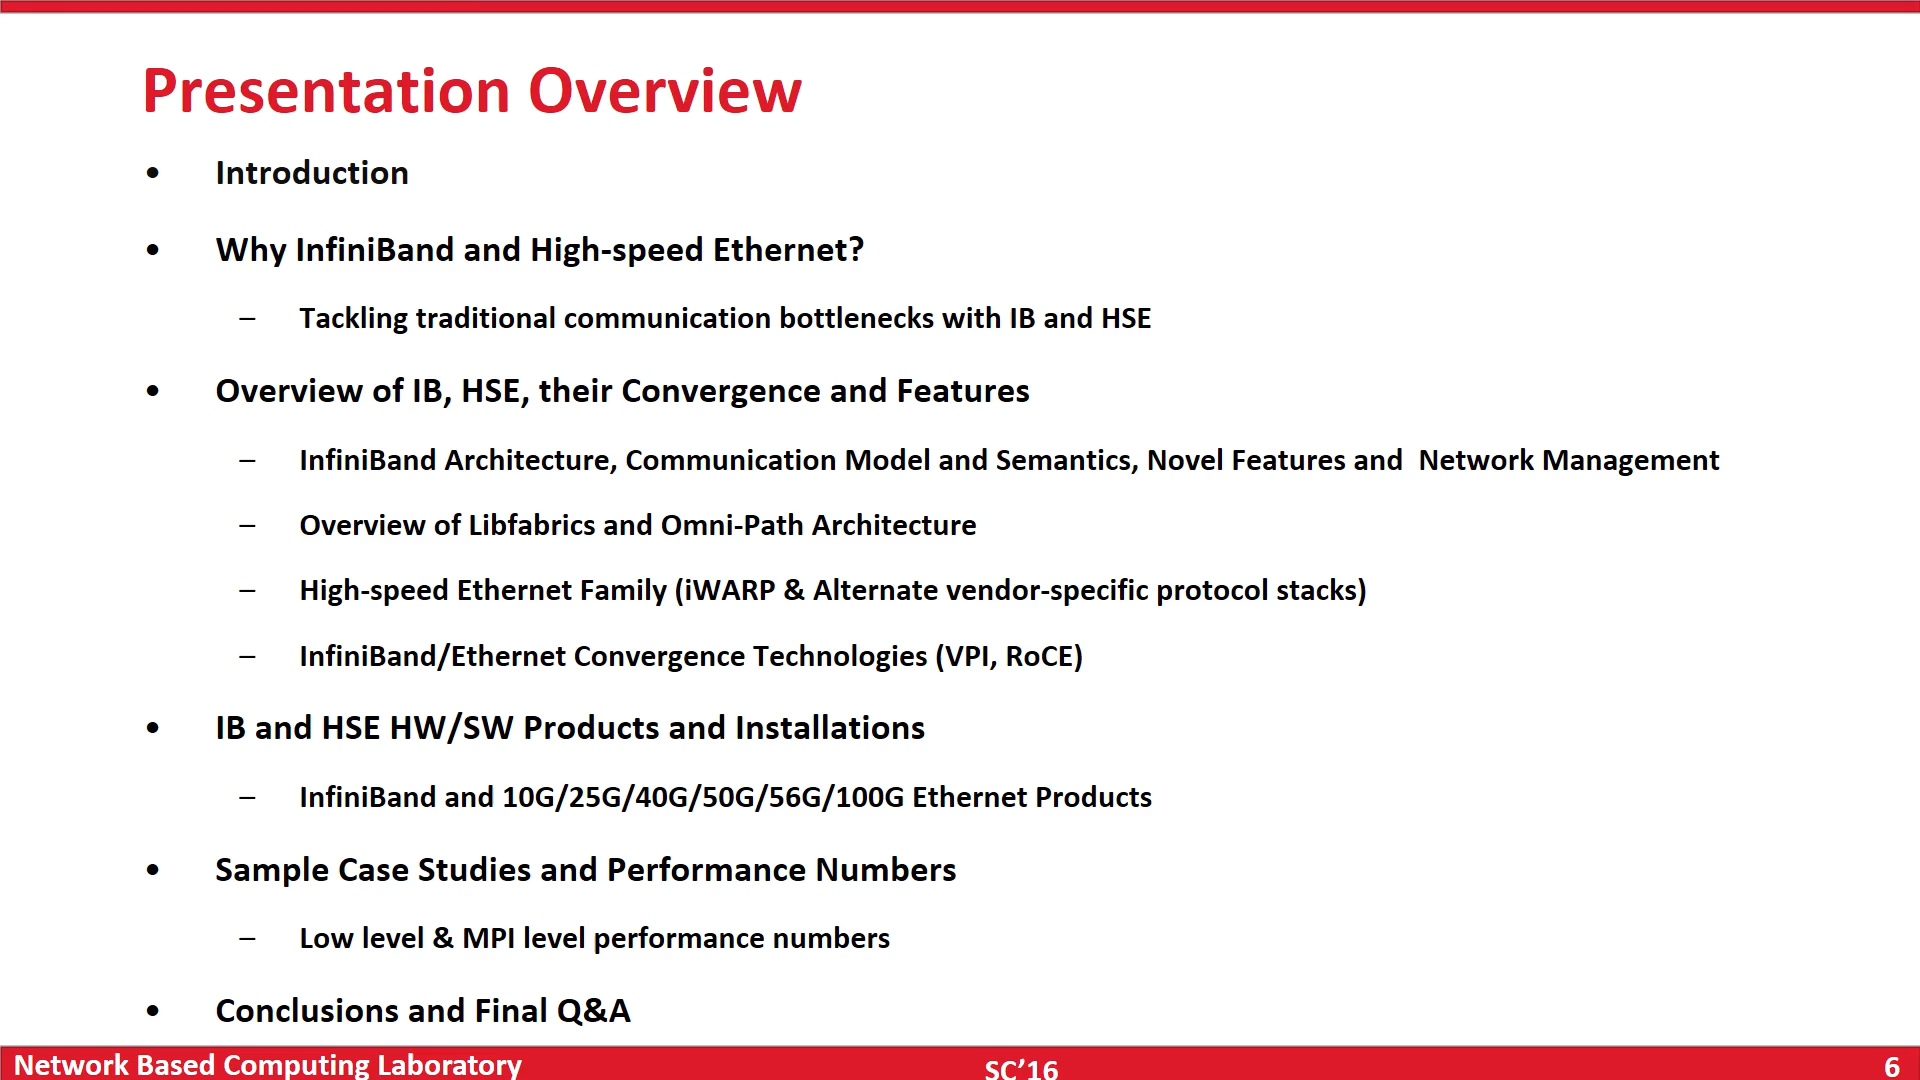 Presentation Overview
• Introduction
• Why InfiniBand and High-speed Ethernet?
– Tackling traditional communication bottlenecks with IB and HSE
• Overview of IB, HSE, their Convergence and Features
– InfiniBand Architecture, Communication Model and Semantics, Novel Features and  Network Management
– Overview of Libfabrics and Omni-Path Architecture
– High-speed Ethernet Family (iWARP & Alternate vendor-specific protocol stacks)
– InfiniBand/Ethernet Convergence Technologies (VPI, RoCE)
• IB and HSE HW/SW Products and Installations
– InfiniBand and 10G/25G/40G/50G/56G/100G Ethernet Products
• Sample Case Studies and Performance Numbers
– Low level & MPI level performance numbers
• Conclusions and Final Q&A
Network Based Computing Laboratory
SC’16
6